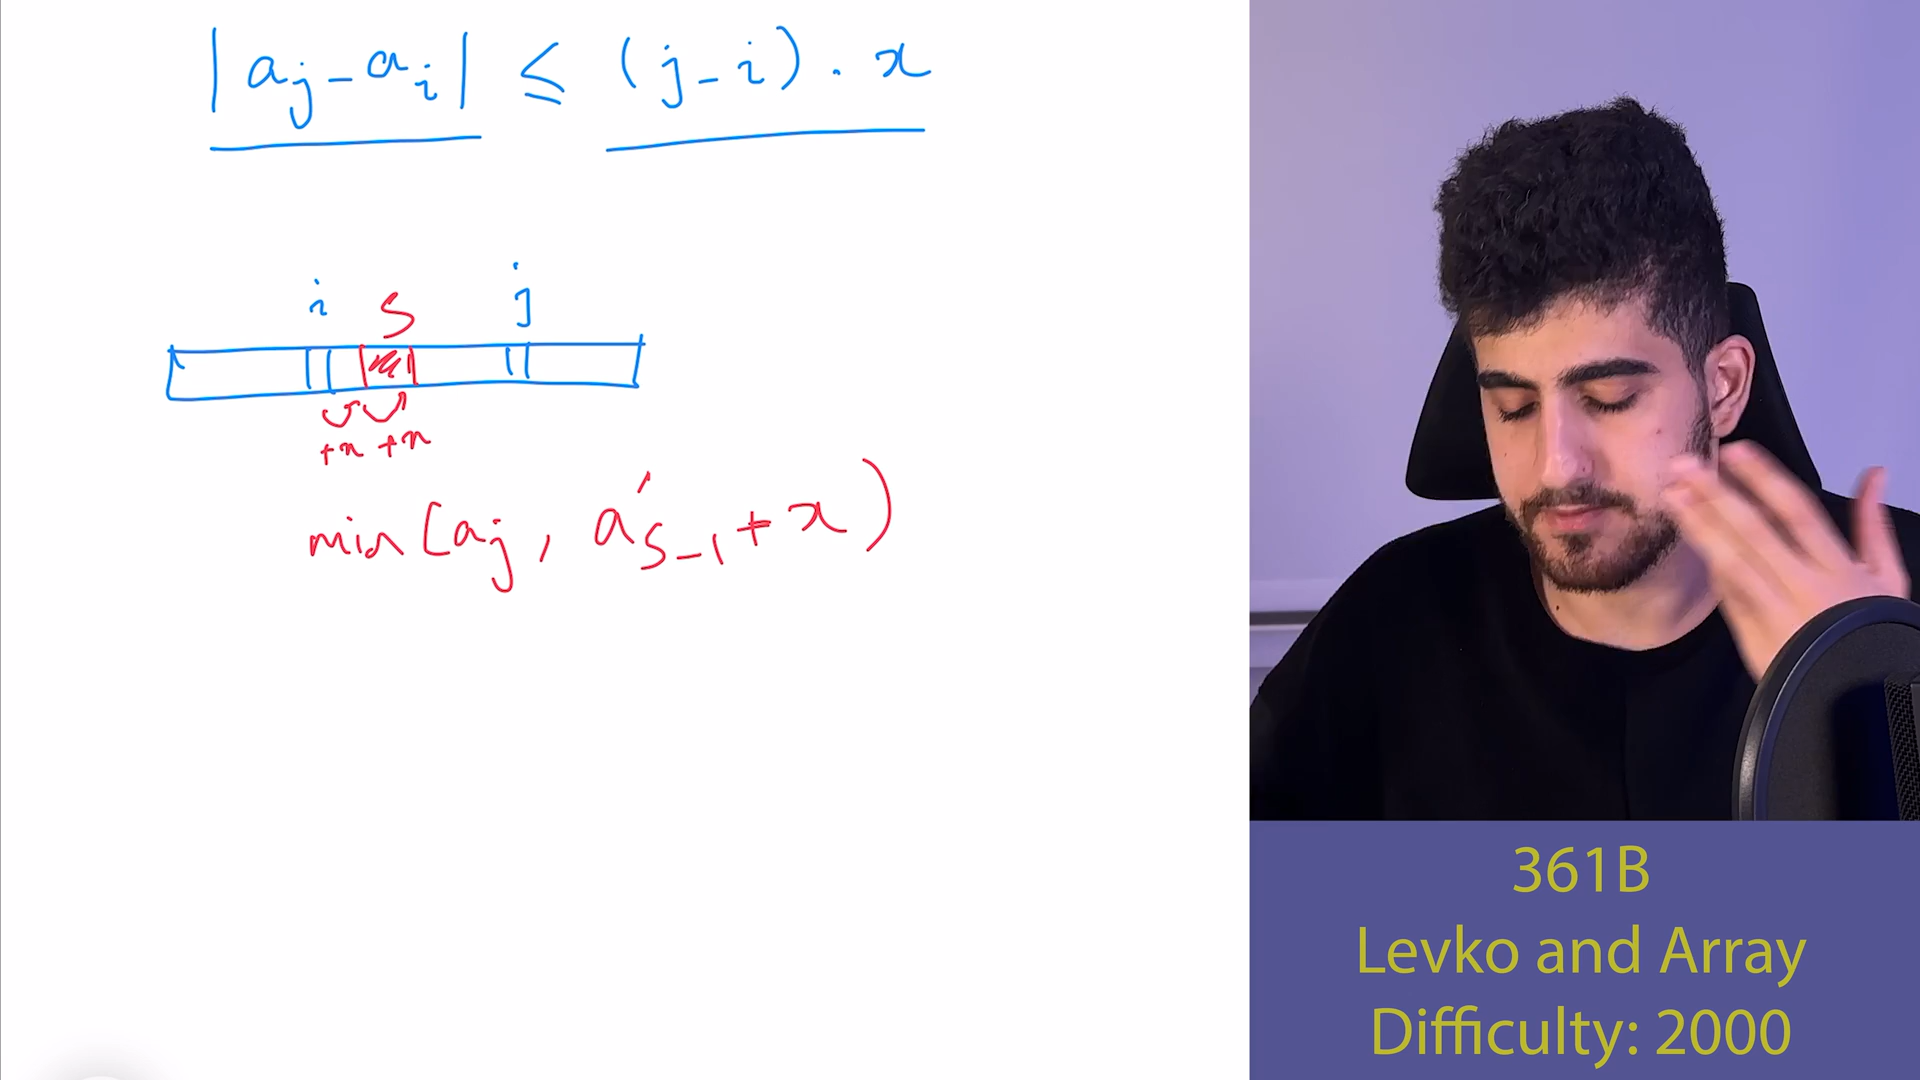 |aj - ai| ≤ (j - i) . x
i S j
+x +x
min(aj, a's-1 + x)
361B
Levko and Array
Difficulty: 2000